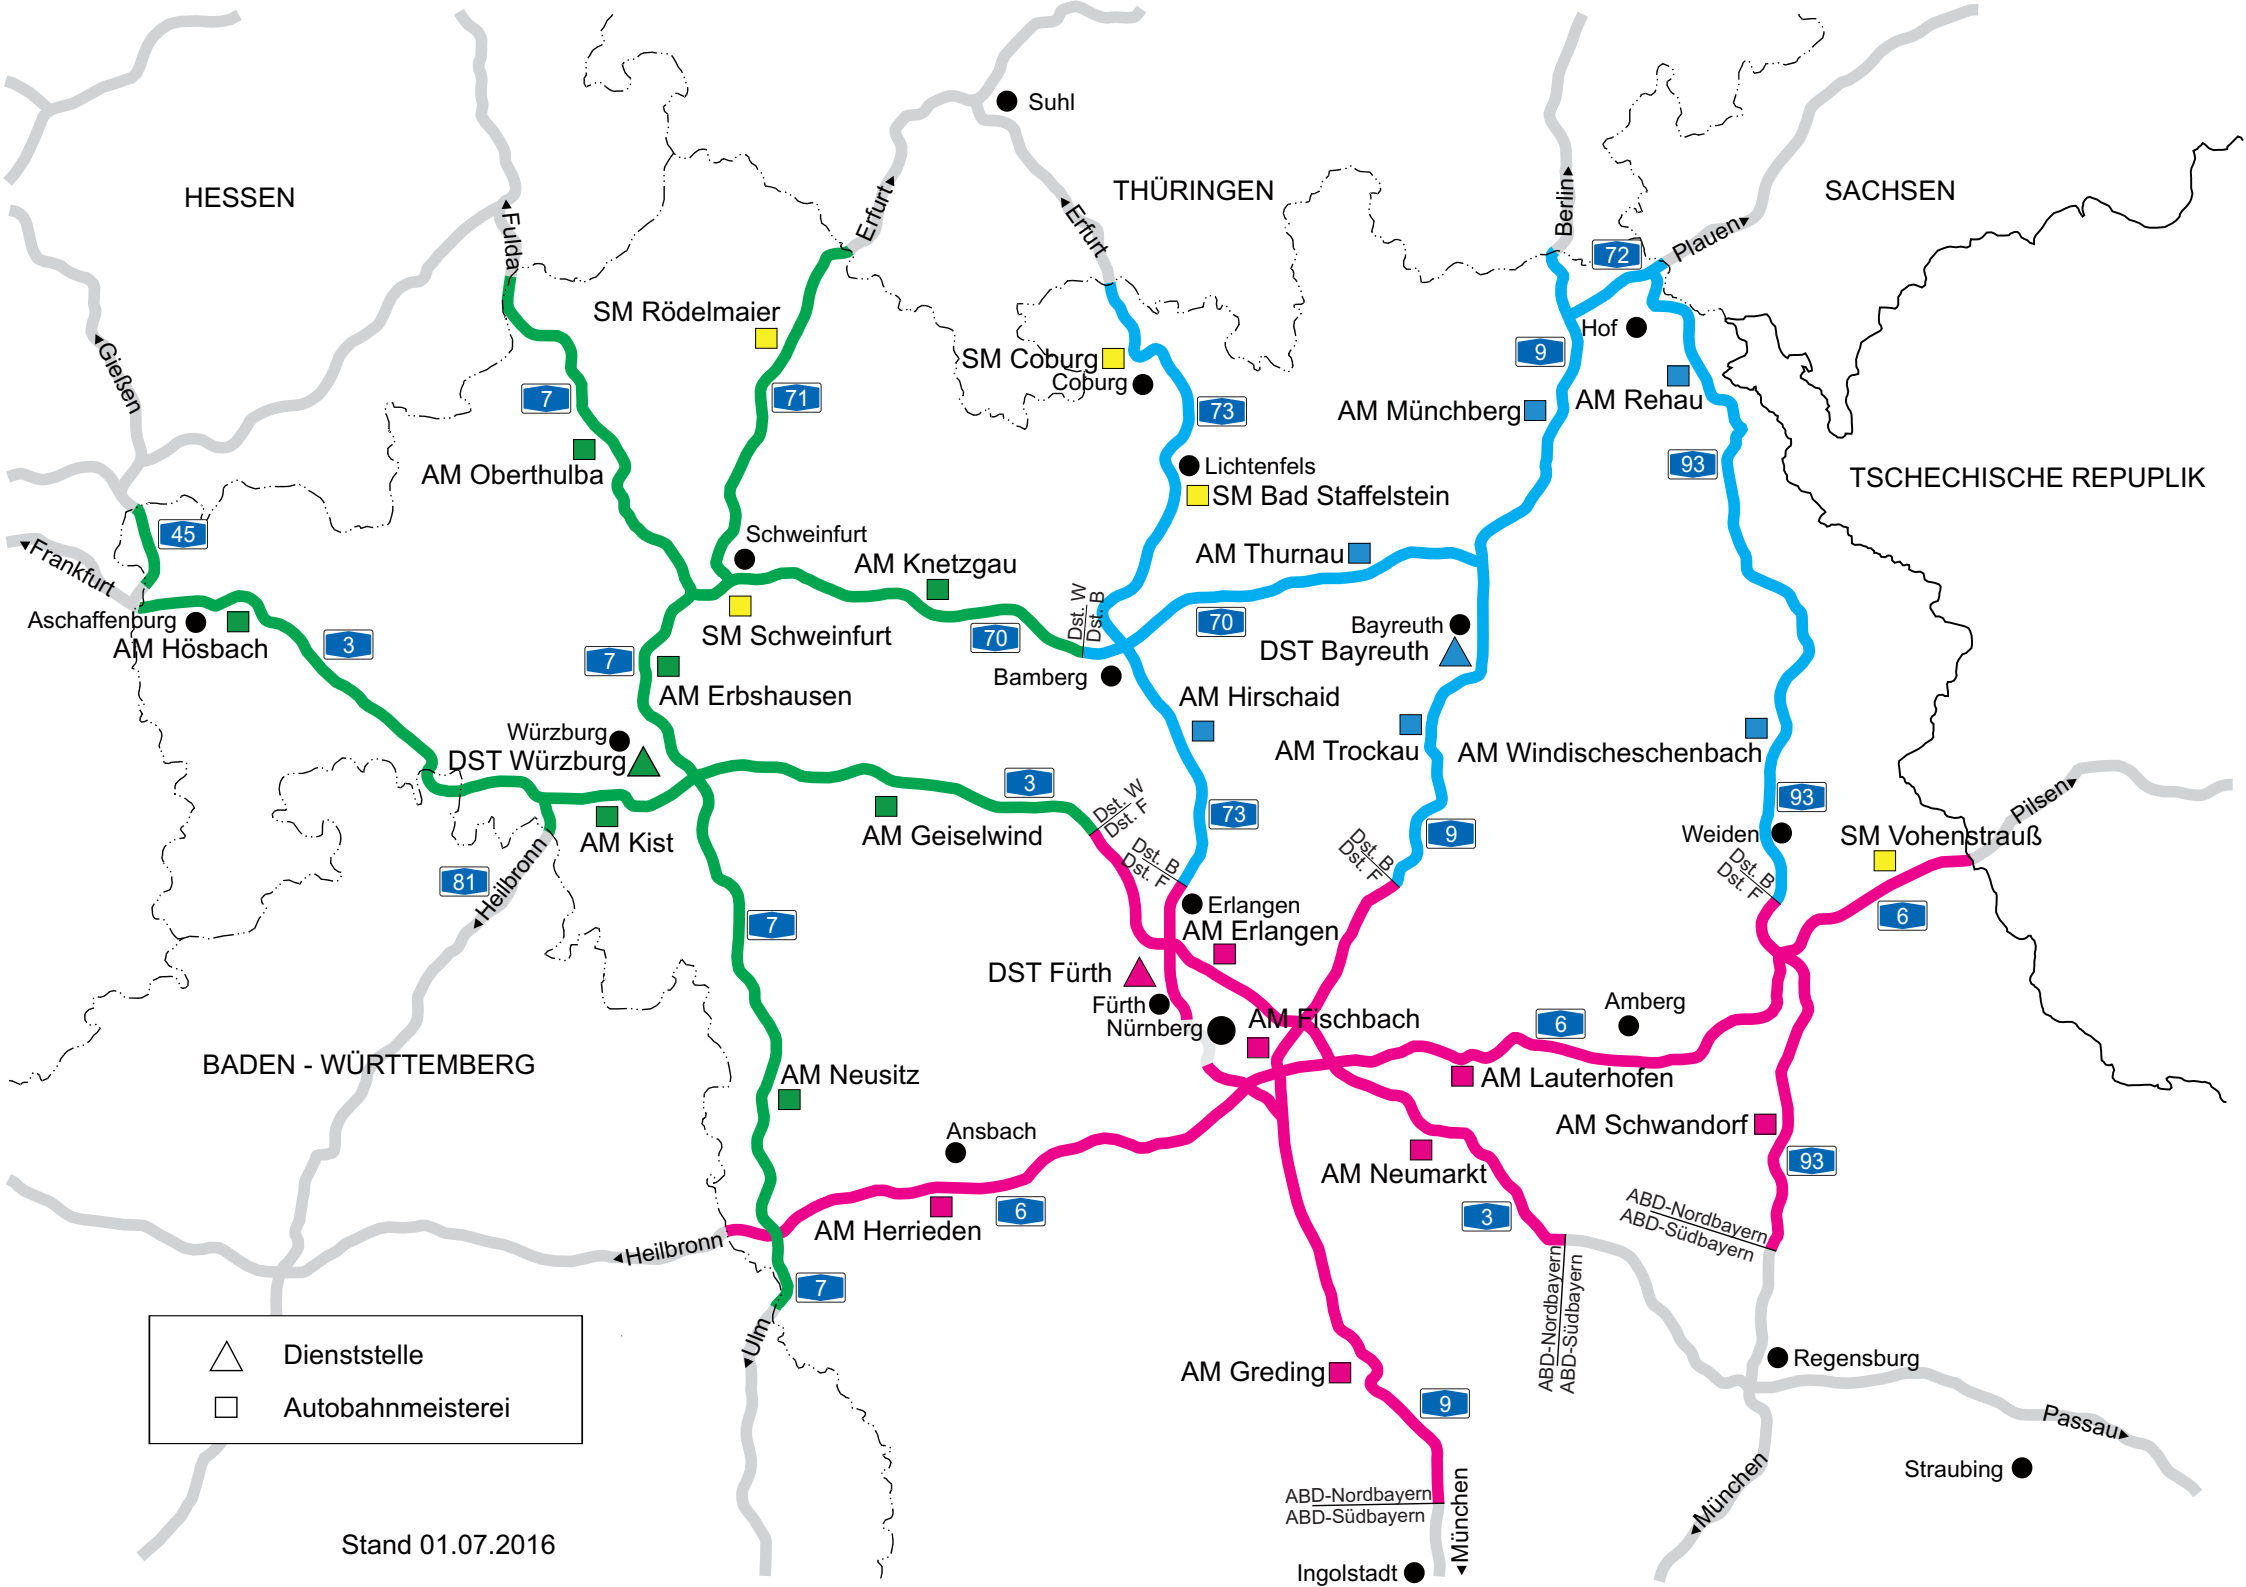 Suhl
HESSEN
THÜRINGEN
SACHSEN
Fulda
Erfurt
Erfurt
Berlin
72
Plauen
SM Rödelmaier
Hof
Gießen
SM Coburg
Coburg
9
7
71
73
AM Münchberg
AM Rehau
AM Oberthulba
Lichtenfels
93
TSCHECHISCHE REPUPLIK
SM Bad Staffelstein
45
Schweinfurt
Frankfurt
AM Knetzgau
AM Thurnau
Dst. W
Dst. B
Aschaffenburg
AM Hösbach
3
SM Schweinfurt
70
70
Bayreuth
DST Bayreuth
7
Bamberg
AM Erbshausen
AM Hirschaid
Würzburg
DST Würzburg
AM Trockau
AM Windischeschenbach
3
93
Pilsen
Dst. W
Dst. F
73
AM Kist
AM Geiselwind
9
Weiden
SM Vohenstrauß
Dst. B
Dst. F
Dst. B
Dst. F
Dst. B
Dst. F
81
Heilbronn
7
Erlangen
AM Erlangen
6
DST Fürth
Fürth
Nürnberg
AM Fischbach
6
Amberg
BADEN - WÜRTTEMBERG
AM Neusitz
AM Lauterhofen
Ansbach
AM Schwandorf
93
AM Neumarkt
6
3
AM Herrieden
Heilbronn
ABD-Nordbayern
ABD-Südbayern
7
ABD-Nordbayern
ABD-Südbayern
Ulm
Dienststelle
Autobahnmeisterei
Regensburg
AM Greding
9
Passau
Straubing
München
ABD-Nordbayern
ABD-Südbayern
München
Stand 01.07.2016
Ingolstadt